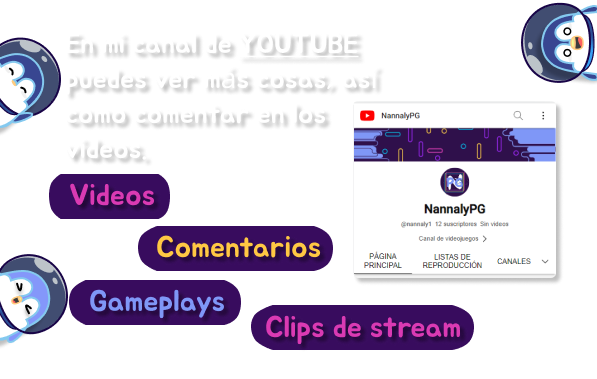 En mi canal de YOUTUBE
puedes ver más cosas, así
como comentar en los
videos,
Videos
Comentarios
Gameplays
Clips de stream
NannalyPG
NannalyPG
@nannaly1 12 suscriptores Sin videos
Canal de videojuegos
PÁGINA
PRINCIPAL
LISTAS DE
REPRODUCCIÓN
CANALES